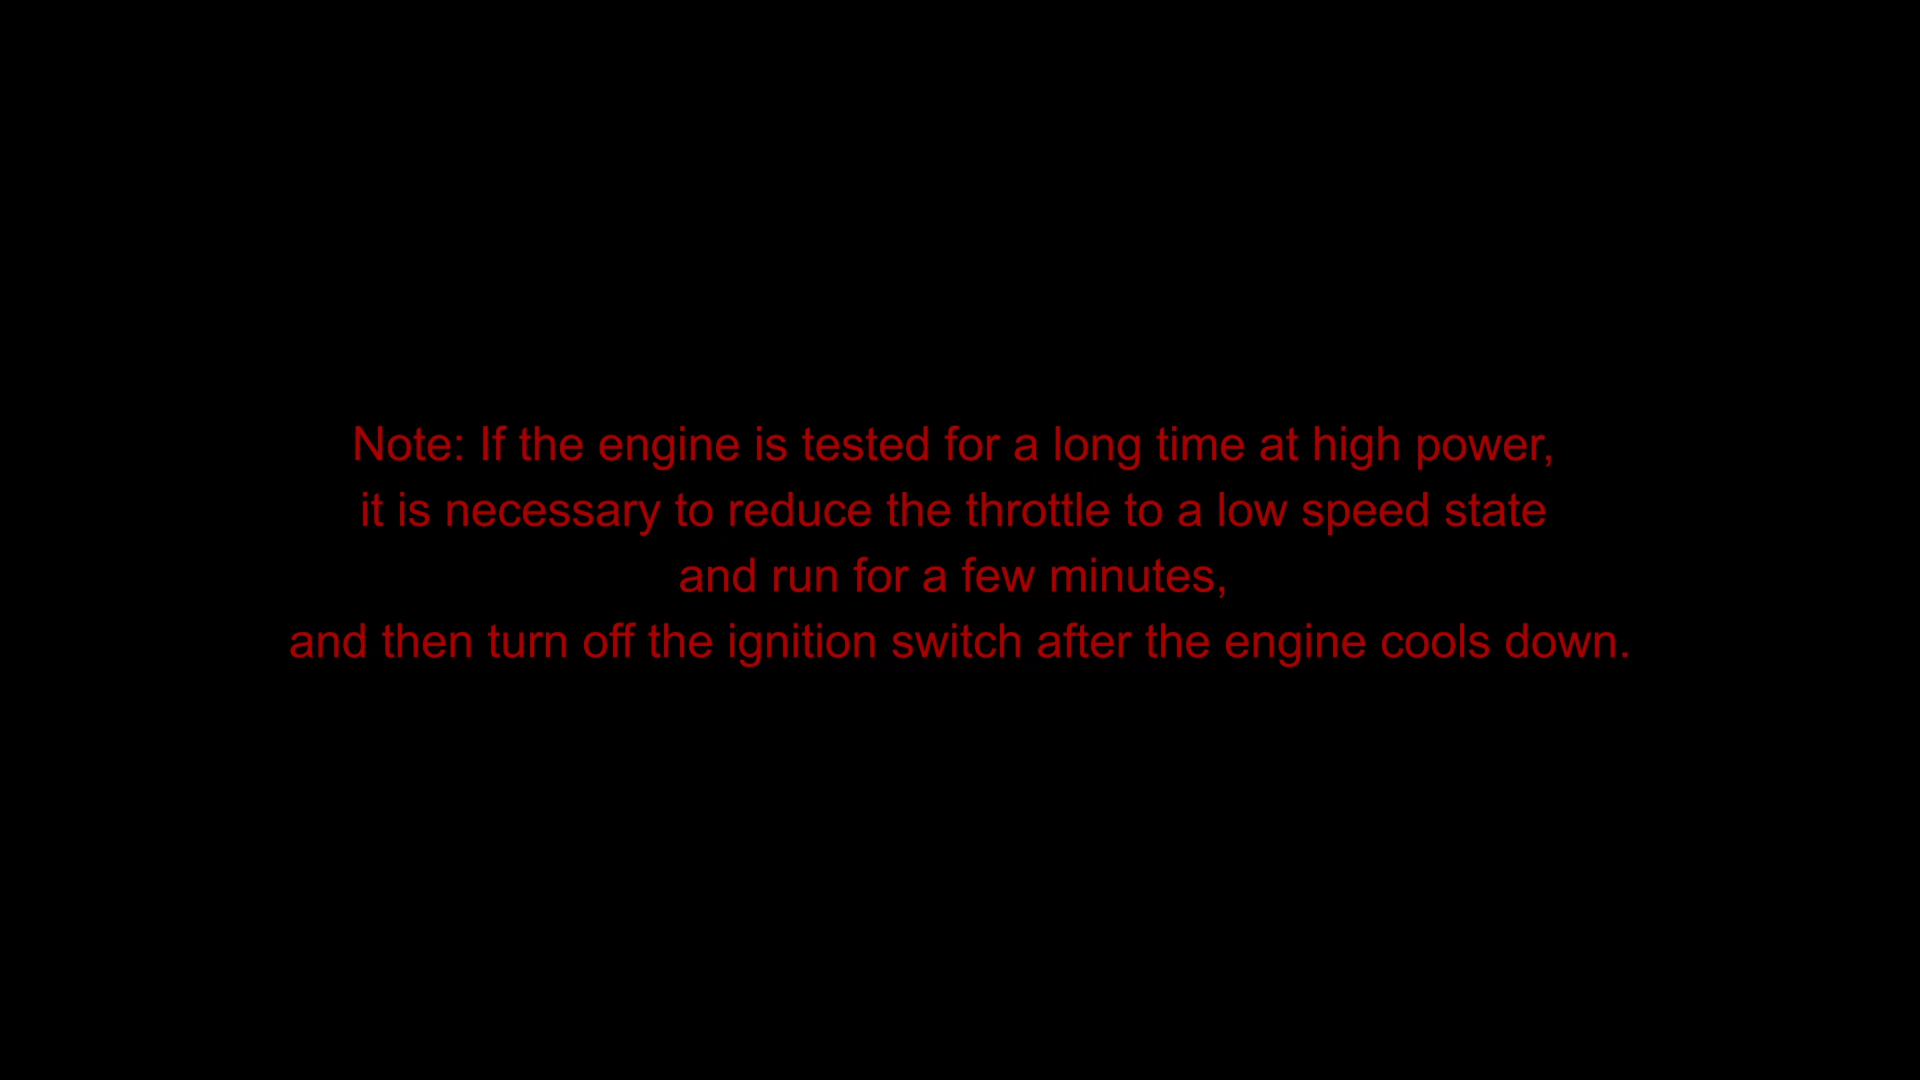 Note: If the engine is tested for a long time at high power,
it is necessary to reduce the throttle to a low speed state
and run for a few minutes,
and then turn off the ignition switch after the engine cools down.